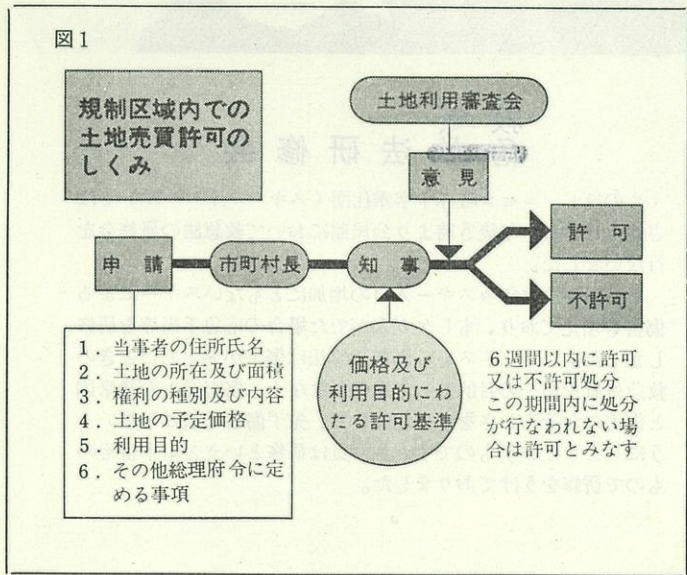 図1
規制区域内での
土地売買許可の
しくみ
土地利用審査会
意見
申請
市町村長
知事
許可
不許可
1．当事者の住所氏名
2．土地の所在及び面積
3．権利の種別及び内容
4．土地の予定価格
5．利用目的
6．その他総理府令に定
める事項
価格及び
利用目的にわ
たる許可基準
6週間以内に許可
又は不許可処分
この期間内に処分
が行なわれない場
合は許可とみなす